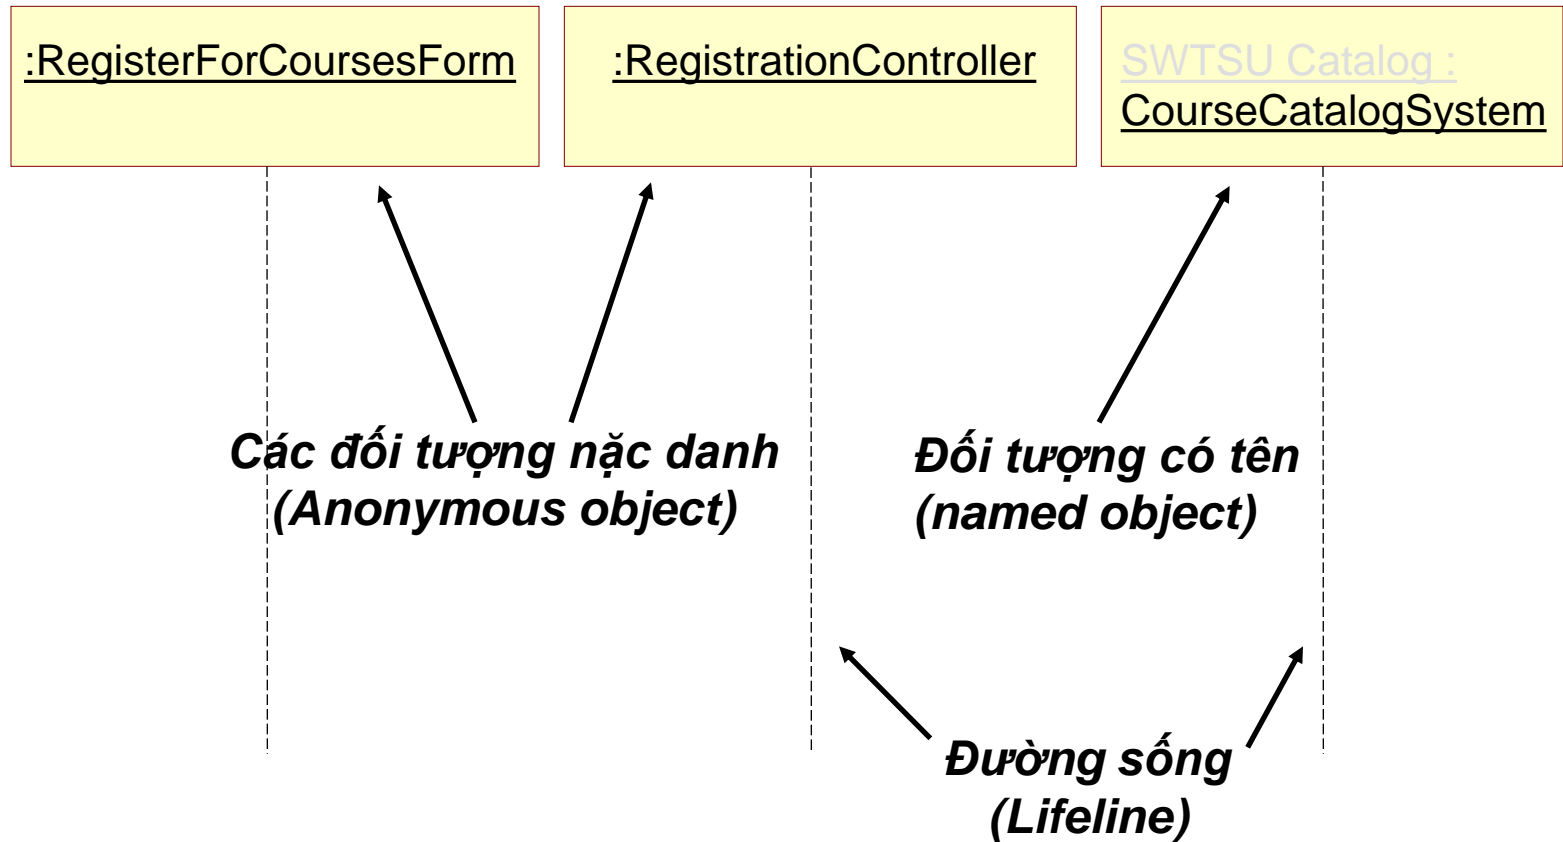 :RegisterForCoursesForm
:RegistrationController
SWTSU Catalog :
CourseCatalogSystem
Các đối tượng nặc danh
(Anonymous object)
Đối tượng có tên
(named object)
Đường sống
(Lifeline)